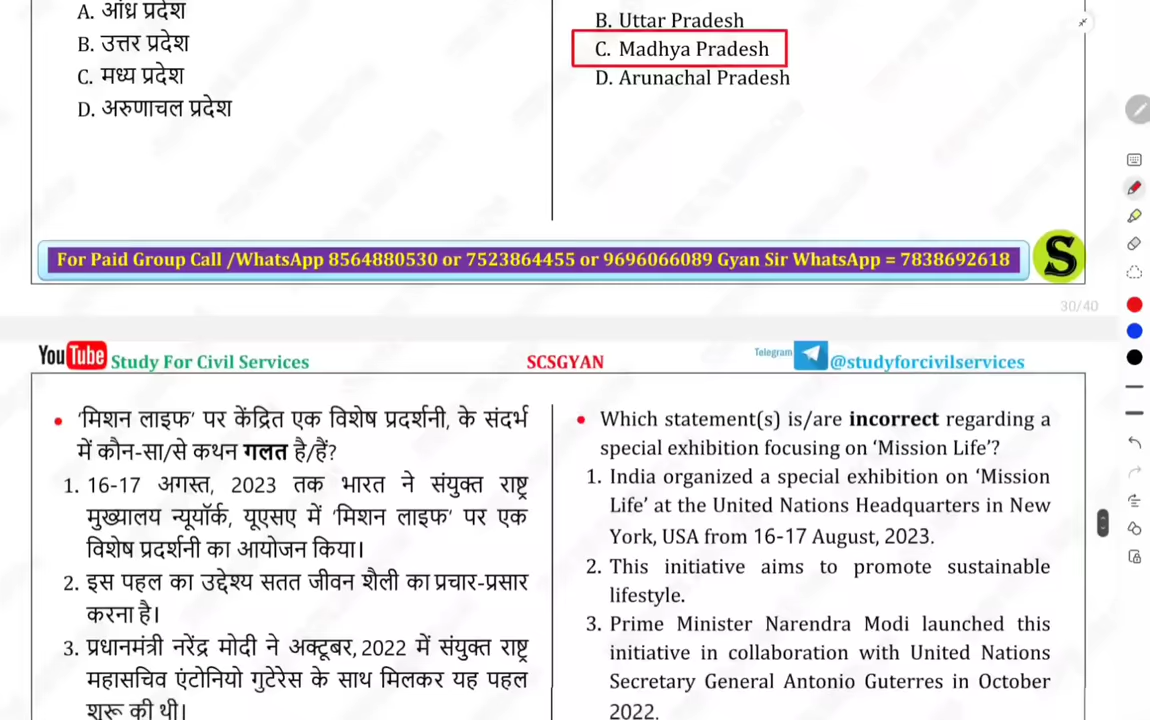 A. आंध्र प्रदेश
B. उत्तर प्रदेश
C. मध्य प्रदेश
D. अरुणाचल प्रदेश
B. Uttar Pradesh
C. Madhya Pradesh
D. Arunachal Pradesh
For Paid Group Call /WhatsApp 8564880530 or 7523864455 or 9696066089 Gyan Sir WhatsApp = 7838692618
S
30/40
YouTube Study For Civil Services
SCSGYAN
Telegram @studyforcivilservices
• 'मिशन लाइफ' पर केंद्रित एक विशेष प्रदर्शनी, के संदर्भ
में कौन-सा/से कथन गलत है/हैं?
1. 16-17 अगस्त, 2023 तक भारत ने संयुक्त राष्ट्र
मुख्यालय न्यूयॉर्क, यूएसए में 'मिशन लाइफ' पर एक
विशेष प्रदर्शनी का आयोजन किया।
2. इस पहल का उद्देश्य सतत जीवन शैली का प्रचार-प्रसार
करना है।
3. प्रधानमंत्री नरेंद्र मोदी ने अक्टूबर, 2022 में संयुक्त राष्ट्र
महासचिव एंटोनियो गुटेरेस के साथ मिलकर यह पहल
शुरू की थी।
• Which statement(s) is/are incorrect regarding a
special exhibition focusing on ‘Mission Life’?
1. India organized a special exhibition on ‘Mission
Life’ at the United Nations Headquarters in New
York, USA from 16-17 August, 2023.
2. This initiative aims to promote sustainable
lifestyle.
3. Prime Minister Narendra Modi launched this
initiative in collaboration with United Nations
Secretary General Antonio Guterres in October
2022.